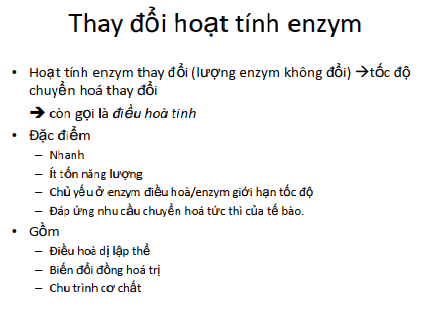 Thay đổi hoạt tính enzym
• Hoạt tính enzym thay đổi (lượng enzym không đổi) →tốc độ
chuyển hoá thay đổi
➔ còn gọi là điều hoà tinh
• Đặc điểm
– Nhanh
– Ít tốn năng lượng
– Chủ yếu ở enzym điều hoà/enzym giới hạn tốc độ
– Đáp ứng nhu cầu chuyển hoá tức thì của tế bào.
• Gồm
– Điều hoà dị lập thể
– Biến đổi đồng hoá trị
– Chu trình cơ chất